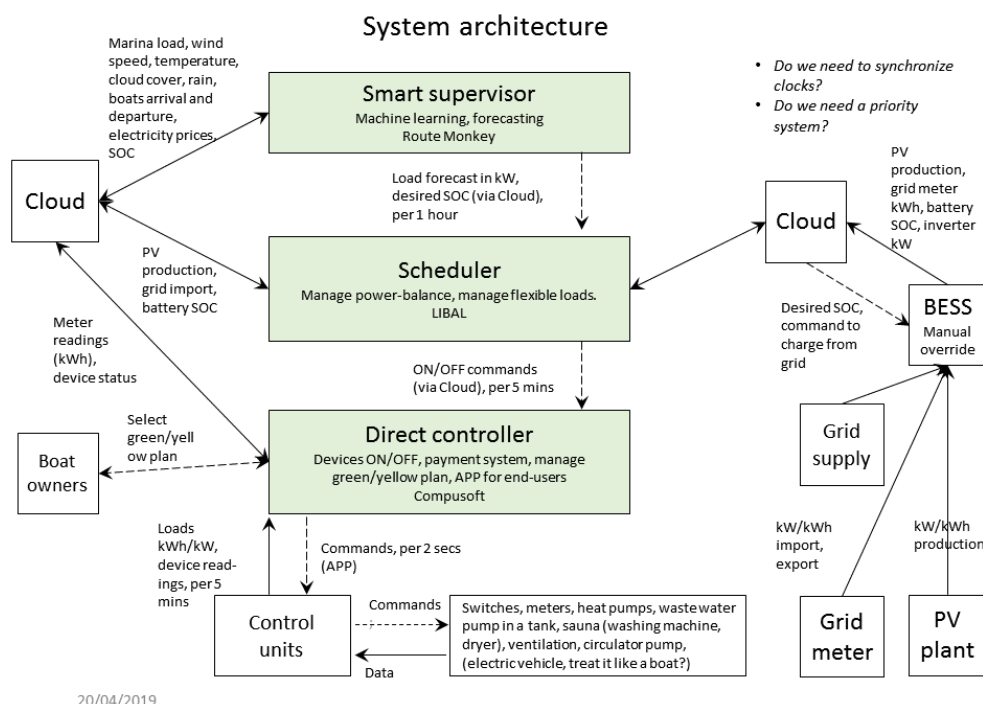 System architecture
Marina load, wind
speed, temperature,
cloud cover, rain,
boats arrival and
departure,
electricity prices,
SOC
Smart supervisor
Machine learning, forecasting
Route Monkey
• Do we need to synchronize
clocks?
• Do we need a priority
system?
Cloud
Load forecast in kW,
desired SOC (via Cloud),
per 1 hour
Cloud
PV
production,
grid meter
kWh, battery
SOC, inverter
kW
PV
production,
grid import,
battery SOC
Scheduler
Manage power-balance, manage flexible loads.
LIBAL
Meter
readings
(kWh),
device status
Desired SOC,
command to
charge from
grid
BESS
Manual
override
ON/OFF commands
(via Cloud), per 5 mins
Select
green/yell
ow plan
Boat
owners
Direct controller
Devices ON/OFF, payment system, manage
green/yellow plan, APP for end-users
Compusoft
Grid
supply
Loads
kWh/kW,
device read-
ings, per 5
mins
Commands, per 2 secs
(APP)
kW/kWh
import,
export
kW/kWh
production
Control
units
Commands
Data
Switches, meters, heat pumps, waste water
pump in a tank, sauna (washing machine,
dryer), ventilation, circulator pump,
(electric vehicle, treat it like a boat?)
Grid
meter
PV
plant
20/04/2019